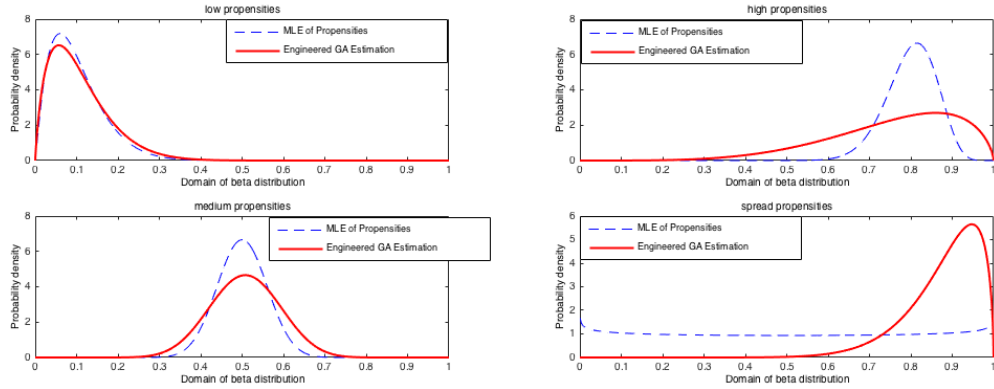 low propensities
8
6
4
2
0
Probability density
MLE of Propensities
Engineered GA Estimation
0 0.1 0.2 0.3 0.4 0.5 0.6 0.7 0.8 0.9 1
Domain of beta distribution
high propensities
8
6
4
2
0
Probability density
MLE of Propensities
Engineered GA Estimation
0 0.1 0.2 0.3 0.4 0.5 0.6 0.7 0.8 0.9 1
Domain of beta distribution
medium propensities
8
6
4
2
0
Probability density
MLE of Propensities
Engineered GA Estimation
0 0.1 0.2 0.3 0.4 0.5 0.6 0.7 0.8 0.9 1
Domain of beta distribution
spread propensities
6
5
4
3
2
1
0
Probability density
MLE of Propensities
Engineered GA Estimation
0 0.1 0.2 0.3 0.4 0.5 0.6 0.7 0.8 0.9 1
Domain of beta distribution